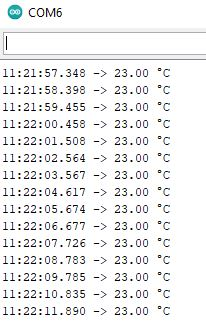 COM6
11:21:57.348 -> 23.00 °C
11:21:58.398 -> 23.00 °C
11:21:59.455 -> 23.00 °C
11:22:00.458 -> 23.00 °C
11:22:01.508 -> 23.00 °C
11:22:02.564 -> 23.00 °C
11:22:03.567 -> 23.00 °C
11:22:04.617 -> 23.00 °C
11:22:05.674 -> 23.00 °C
11:22:06.677 -> 23.00 °C
11:22:07.726 -> 23.00 °C
11:22:08.783 -> 23.00 °C
11:22:09.785 -> 23.00 °C
11:22:10.835 -> 23.00 °C
11:22:11.890 -> 23.00 °C